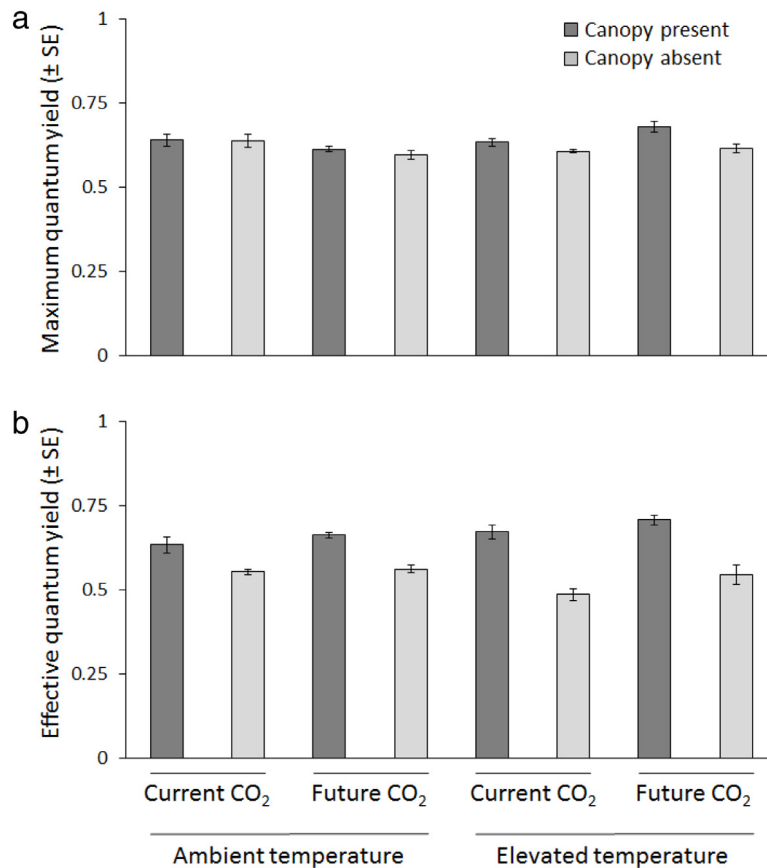 a
1
Canopy present
Canopy absent
0.75
0.5
0.25
0
Maximum quantum yield (± SE)
b
1
0.75
0.5
0.25
0
Effective quantum yield (± SE)
Current CO₂ Future CO₂ Current CO₂ Future CO₂
Ambient temperature Elevated temperature